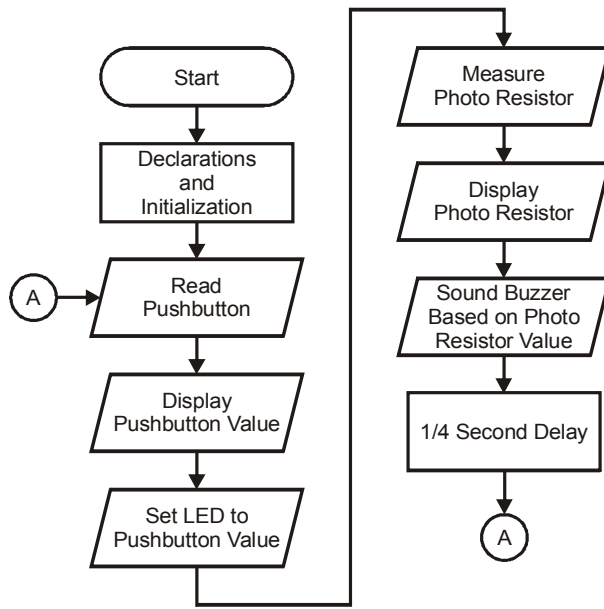 Start
Declarations
and
Initialization
A
Read
Pushbutton
Display
Pushbutton Value
Set LED to
Pushbutton Value
Measure
Photo Resistor
Display
Photo Resistor
Sound Buzzer
Based on Photo
Resistor Value
1/4 Second Delay
A